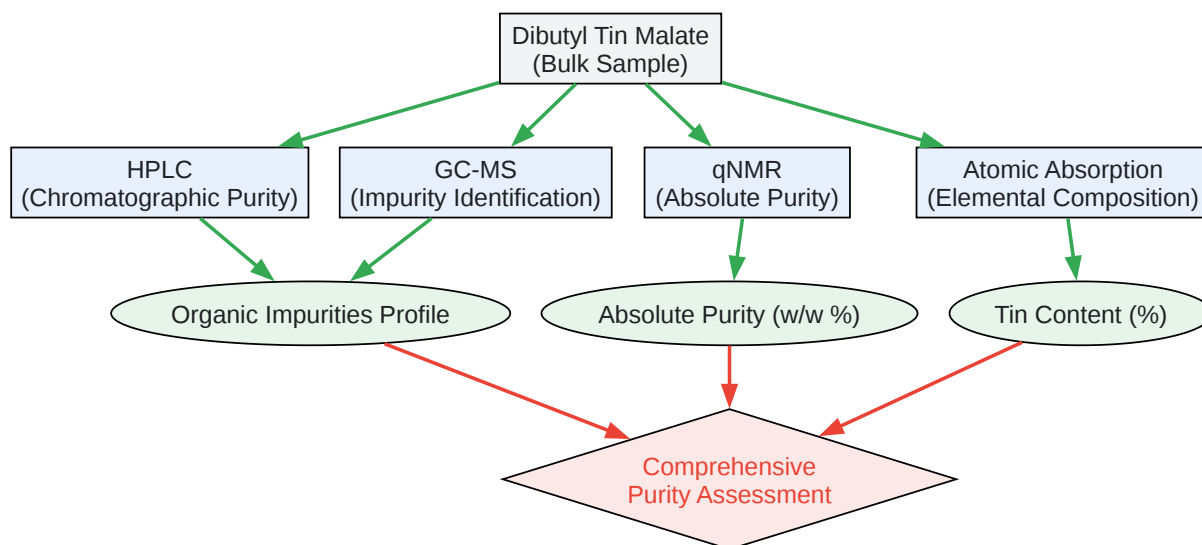 Dibutyl Tin Malate
(Bulk Sample)
HPLC
(Chromatographic Purity)
GC-MS
(Impurity Identification)
qNMR
(Absolute Purity)
Atomic Absorption
(Elemental Composition)
Organic Impurities Profile
Absolute Purity (w/w %)
Tin Content (%)
Comprehensive
Purity Assessment